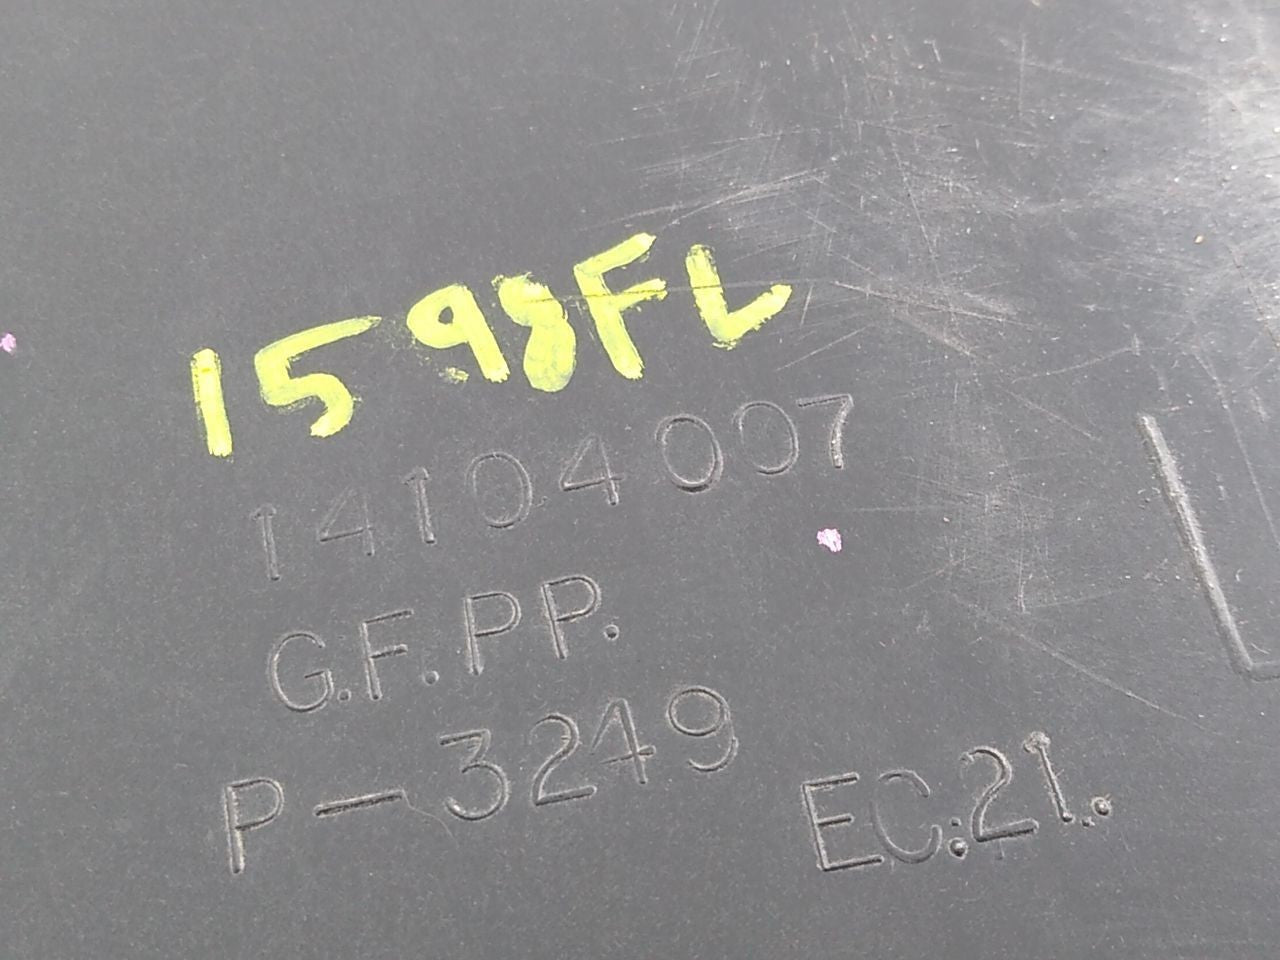 1598FL
14104007
G.F.PP.
P-3249
EC:21.